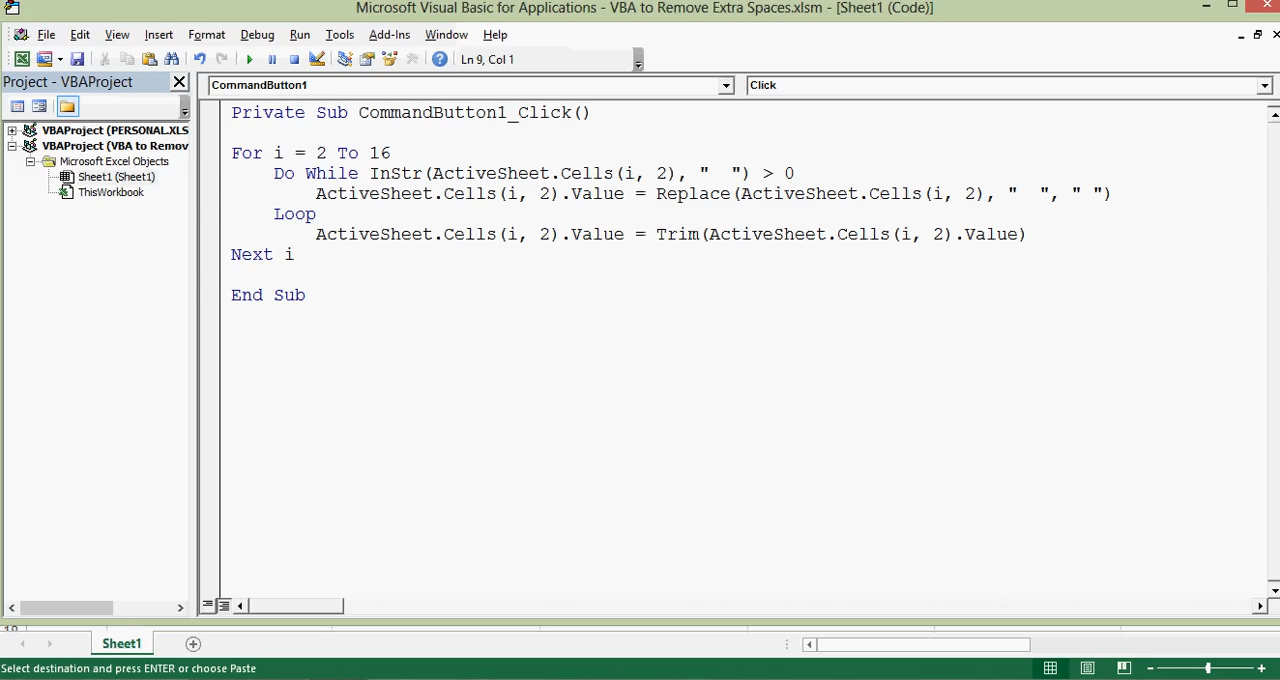 Microsoft Visual Basic for Applications - VBA to Remove Extra Spaces.xlsm - [Sheet1 (Code)]
File Edit View Insert Format Debug Run Tools Add-Ins Window Help
Ln 9, Col 1
Project - VBAProject
CommandButton1 Click
VBAProject (PERSONAL.XLS
VBAProject (VBA to Remov
Microsoft Excel Objects
Sheet1 (Sheet1)
ThisWorkbook
Private Sub CommandButton1_Click()
For i = 2 To 16
Do While InStr(ActiveSheet.Cells(i, 2), "  ") > 0
ActiveSheet.Cells(i, 2).Value = Replace(ActiveSheet.Cells(i, 2), "  ", " ")
Loop
ActiveSheet.Cells(i, 2).Value = Trim(ActiveSheet.Cells(i, 2).Value)
Next i
End Sub
Sheet1
Select destination and press ENTER or choose Paste